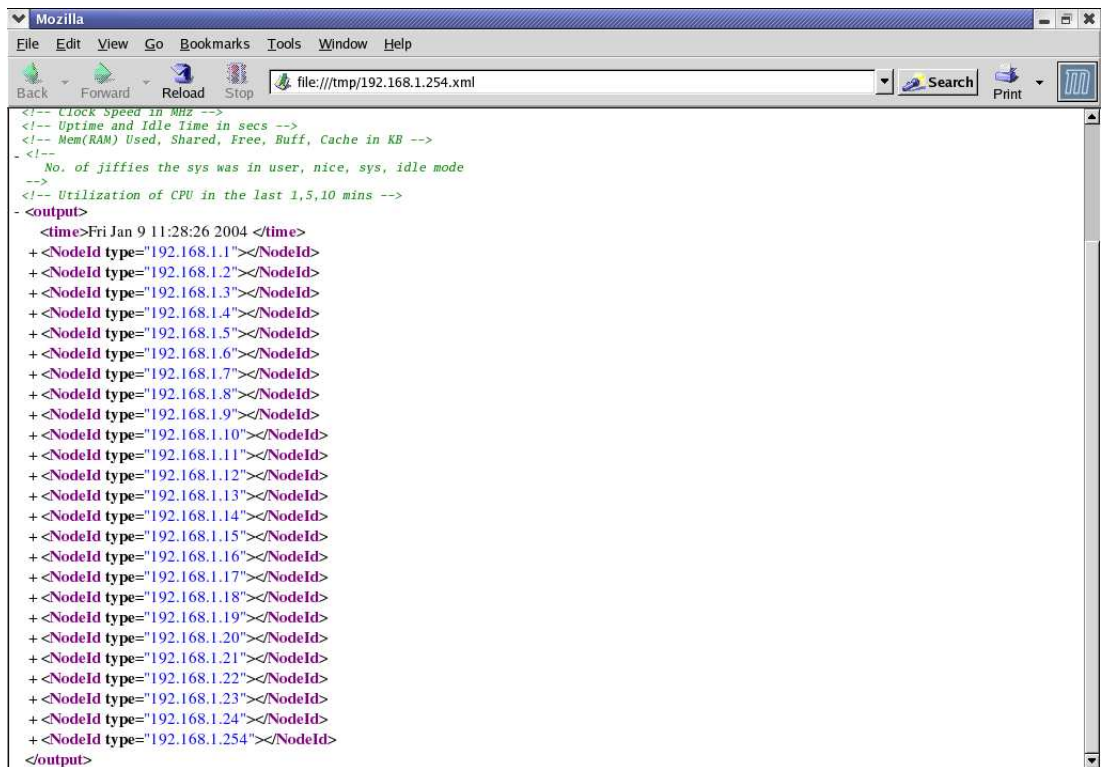 Mozilla
File Edit View Go Bookmarks Tools Window Help
Back Forward Reload Stop file:///tmp/192.168.1.254.xml Search Print
<!-- Clock Speed in MHz -->
<!-- Uptime and Idle Time in secs -->
<!-- Mem(RAM) Used, Shared, Free, Buff, Cache in KB -->
- <!--
No. of jiffies the sys was in user, nice, sys, idle mode
-->
<!-- Utilization of CPU in the last 1,5,10 mins -->
- <output>
<time>Fri Jan 9 11:28:26 2004 </time>
+ <NodeId type="192.168.1.1"></NodeId>
+ <NodeId type="192.168.1.2"></NodeId>
+ <NodeId type="192.168.1.3"></NodeId>
+ <NodeId type="192.168.1.4"></NodeId>
+ <NodeId type="192.168.1.5"></NodeId>
+ <NodeId type="192.168.1.6"></NodeId>
+ <NodeId type="192.168.1.7"></NodeId>
+ <NodeId type="192.168.1.8"></NodeId>
+ <NodeId type="192.168.1.9"></NodeId>
+ <NodeId type="192.168.1.10"></NodeId>
+ <NodeId type="192.168.1.11"></NodeId>
+ <NodeId type="192.168.1.12"></NodeId>
+ <NodeId type="192.168.1.13"></NodeId>
+ <NodeId type="192.168.1.14"></NodeId>
+ <NodeId type="192.168.1.15"></NodeId>
+ <NodeId type="192.168.1.16"></NodeId>
+ <NodeId type="192.168.1.17"></NodeId>
+ <NodeId type="192.168.1.18"></NodeId>
+ <NodeId type="192.168.1.19"></NodeId>
+ <NodeId type="192.168.1.20"></NodeId>
+ <NodeId type="192.168.1.21"></NodeId>
+ <NodeId type="192.168.1.22"></NodeId>
+ <NodeId type="192.168.1.23"></NodeId>
+ <NodeId type="192.168.1.24"></NodeId>
+ <NodeId type="192.168.1.254"></NodeId>
</output>